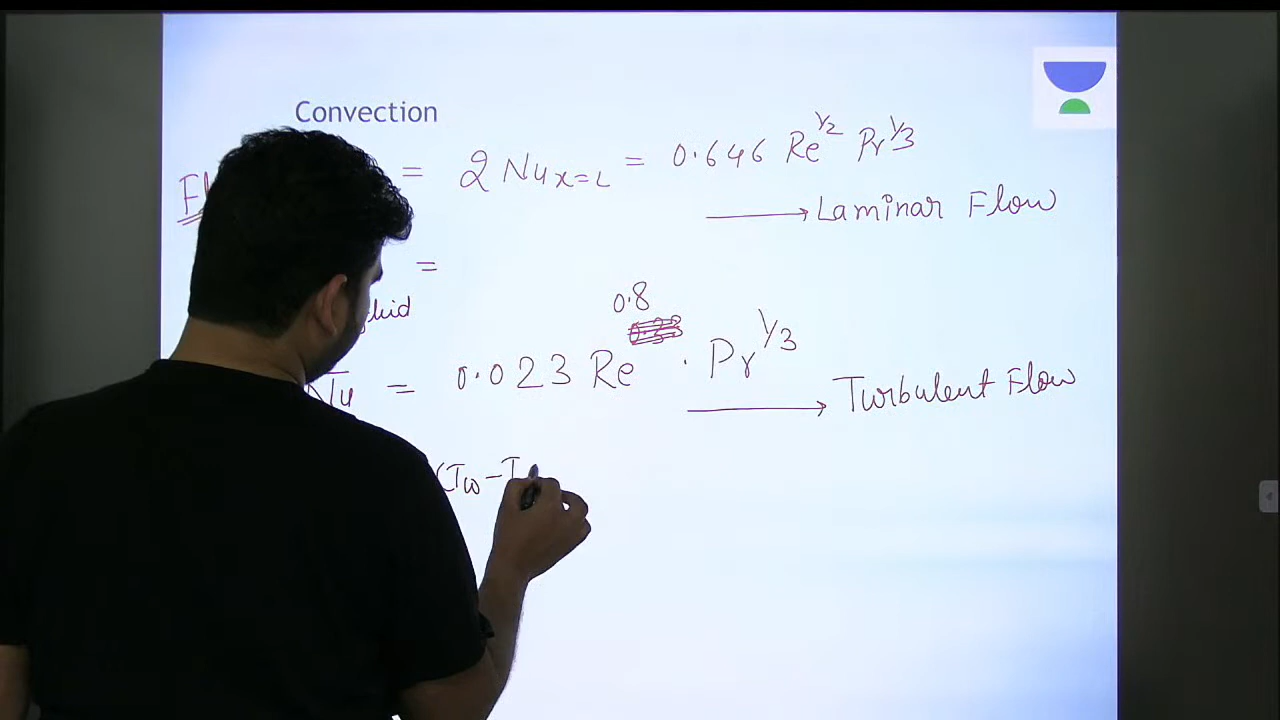 Convection
= 2 Nu x=L = 0.646 Re^1/2 Pr^1/3
→ Laminar Flow
=
0.8
= 0.023 Re . Pr^1/3
→ Turbulent Flow
(Tw - T